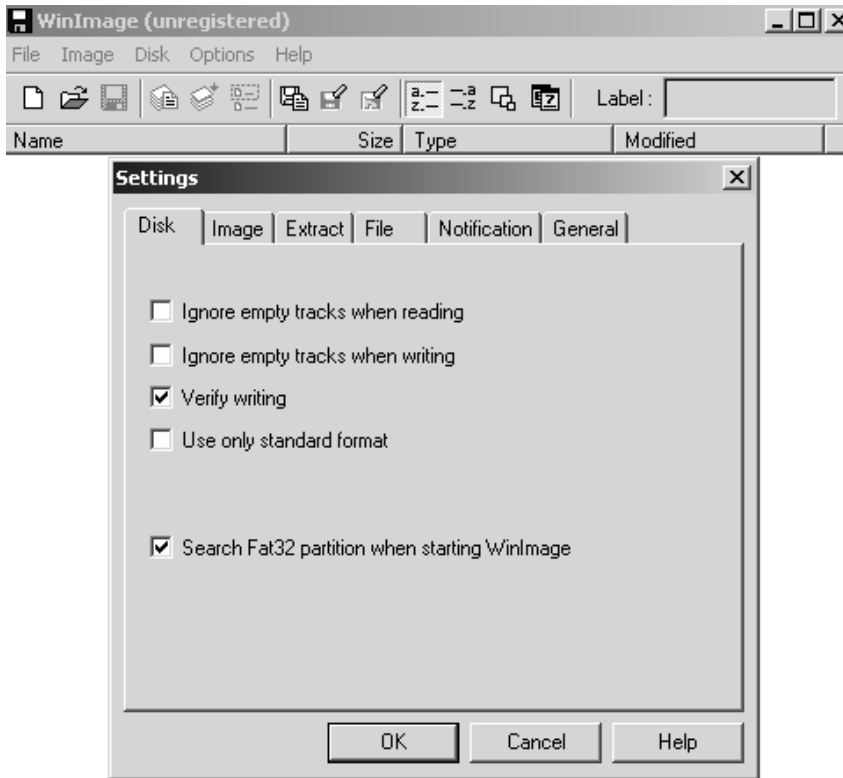 WinImage (unregistered)
File Image Disk Options Help
a z z a Label :
Name Size Type Modified
Settings
Disk Image Extract File Notification General
Ignore empty tracks when reading
Ignore empty tracks when writing
Verify writing
Use only standard format
Search Fat32 partition when starting WinImage
OK Cancel Help